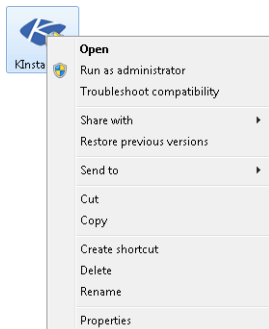 KInsta
Open
Run as administrator
Troubleshoot compatibility
Share with
Restore previous versions
Send to
Cut
Copy
Create shortcut
Delete
Rename
Properties